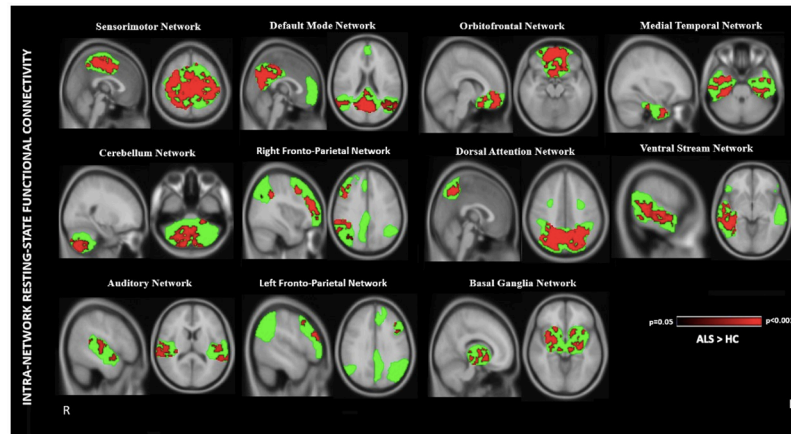 INTRA-NETWORK RESTING-STATE FUNCTIONAL CONNECTIVITY
Sensorimotor Network
Default Mode Network
Orbitofrontal Network
Medial Temporal Network
Cerebellum Network
Right Fronto-Parietal Network
Dorsal Attention Network
Ventral Stream Network
Auditory Network
Left Fronto-Parietal Network
Basal Ganglia Network
p=0.05
ALS > HC
R